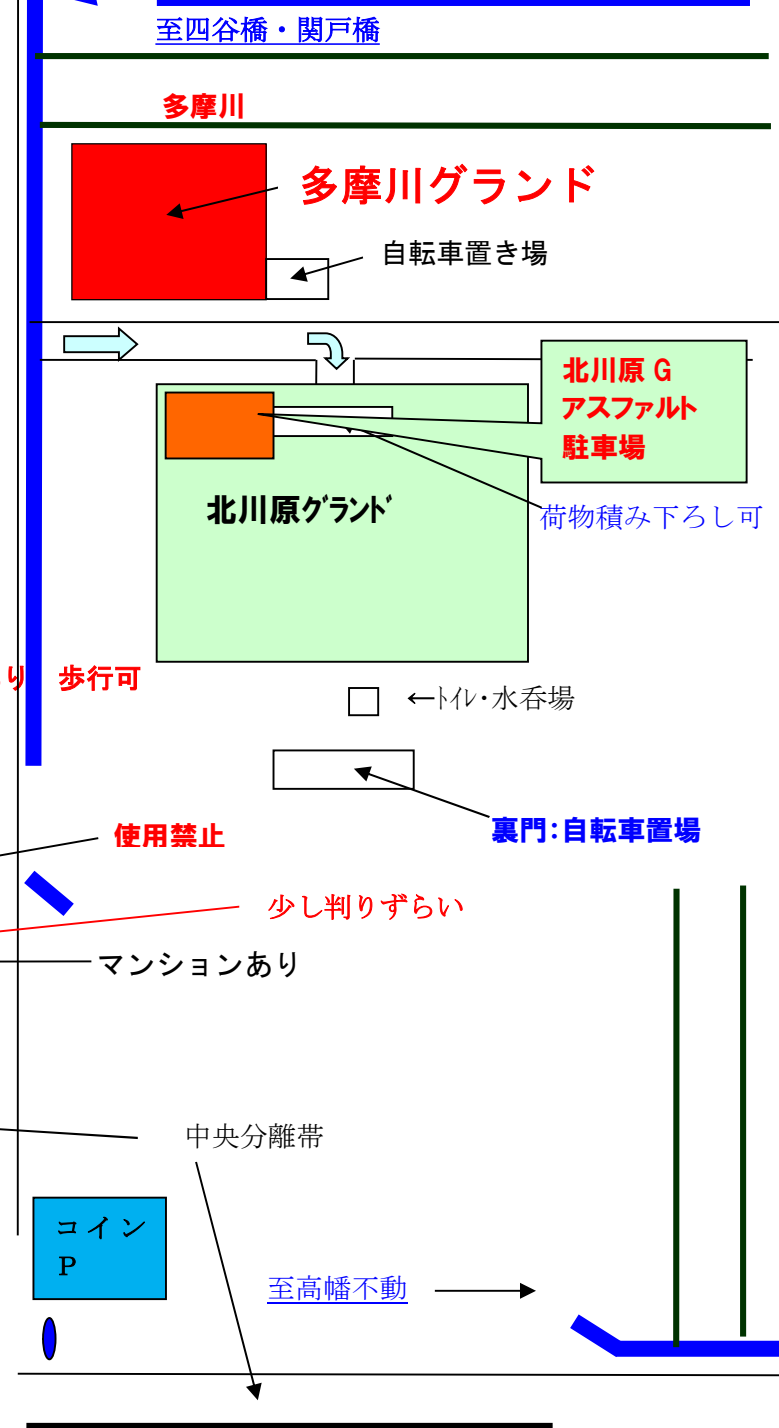 至四谷橋・関戸橋
多摩川
多摩川グランド
自転車置き場
北川原 G
アスファルト
駐車場
北川原グランド
荷物積み下ろし可
り 歩行可
←トイレ・水呑場
裏門:自転車置場
使用禁止
少し判りずらい
マンションあり
中央分離帯
コイン
P
至高幡不動